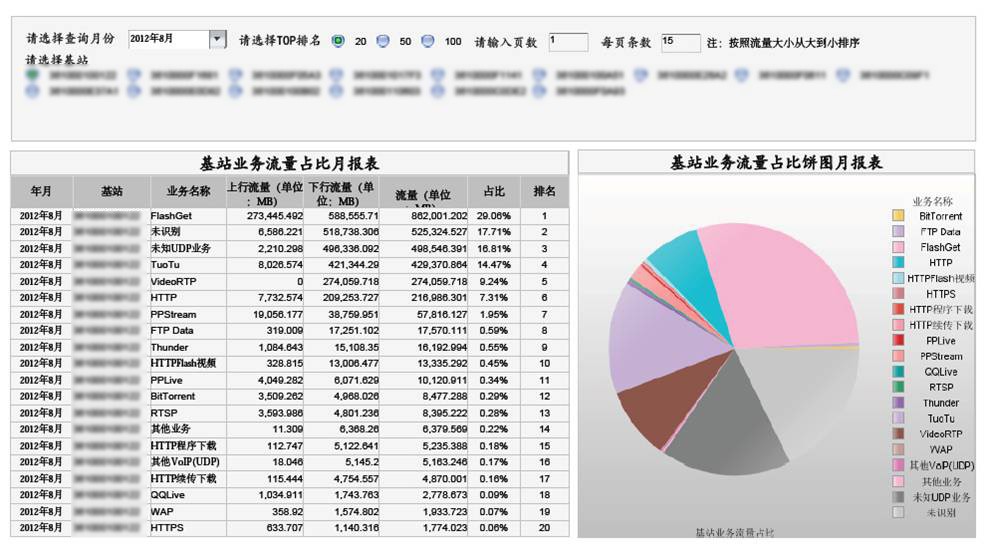 请选择查询月份 2012年8月 请选择TOP排名 20 50 100 请输入页数 1 每页条数 15 注：按照流量大小从大到小排序
请选择基站
基站业务流量占比月报表
年月 基站 业务名称 上行流量（单位：MB） 下行流量（单位：MB） 流量（单位 占比 排名
2012年8月 FlashGet 273,445.492 588,555.71 862,001.202 29.06% 1
2012年8月 未识别 6,586.221 518,738.306 525,324.527 17.71% 2
2012年8月 未知UDP业务 2,210.298 496,336.092 498,546.391 16.81% 3
2012年8月 TuoTu 8,026.574 421,344.29 429,370.864 14.47% 4
2012年8月 VideoRTP 0 274,059.718 274,059.718 9.24% 5
2012年8月 HTTP 7,732.574 209,253.727 216,986.301 7.31% 6
2012年8月 PPStream 19,056.177 38,759.951 57,816.127 1.95% 7
2012年8月 FTP Data 319.009 17,251.102 17,570.111 0.59% 8
2012年8月 Thunder 1,084.643 15,108.35 16,192.994 0.55% 9
2012年8月 HTTPFlash视频 328.815 13,006.477 13,335.292 0.45% 10
2012年8月 PPLive 4,049.282 6,071.629 10,120.911 0.34% 11
2012年8月 BitTorrent 3,509.262 4,968.026 8,477.288 0.29% 12
2012年8月 RTSP 3,593.986 4,801.236 8,395.222 0.28% 13
2012年8月 其他业务 11.309 6,368.26 6,379.569 0.22% 14
2012年8月 HTTP程序下载 112.747 5,122.641 5,235.388 0.18% 15
2012年8月 其他VoIP(UDP) 18.046 5,145.2 5,163.246 0.17% 16
2012年8月 HTTP续传下载 115.444 4,754.557 4,870.001 0.16% 17
2012年8月 QQLive 1,034.911 1,743.763 2,778.673 0.09% 18
2012年8月 WAP 358.92 1,574.802 1,933.723 0.07% 19
2012年8月 HTTPS 633.707 1,140.316 1,774.023 0.06% 20
基站业务流量占比饼图月报表
业务名称
BitTorrent
FTP Data
FlashGet
HTTP
HTTPFlash视频
HTTPS
HTTP程序下载
HTTP续传下载
PPLive
PPStream
QQLive
RTSP
Thunder
TuoTu
VideoRTP
WAP
其他VoIP(UDP)
其他业务
未知UDP业务
未识别
基站业务流量占比